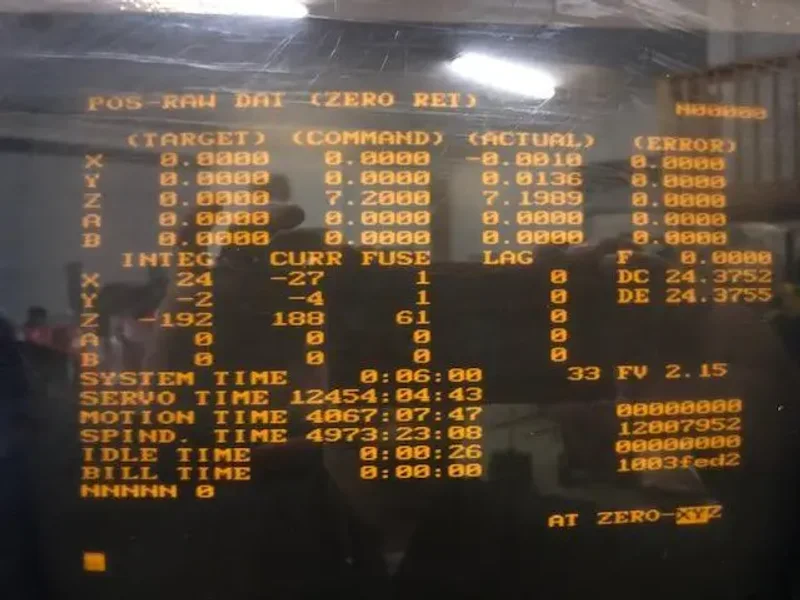 POS-RAW DAT (ZERO RET) N00000
(TARGET) (COMMAND) (ACTUAL) (ERROR)
X 0.0000 0.0000 -0.0010 0.0000
Y 0.0000 0.0000 0.0136 0.0000
Z 0.0000 7.2000 7.1989 0.0000
A 0.0000 0.0000 0.0000 0.0000
B 0.0000 0.0000 0.0000 0.0000
INTEG CURR FUSE LAG F 0.0000
X 24 -27 1 0 DC 24.3752
Y -2 -4 1 0 DE 24.3755
Z -192 188 61 0
A 0 0 0 0
B 0 0 0 0
SYSTEM TIME 0:06:00 33 FV 2.15
SERVO TIME 12454:04:43
MOTION TIME 4067:07:47 00000000
SPIND. TIME 4973:23:08 12007952
IDLE TIME 0:00:26 00000000
BILL TIME 0:00:00 1003fed2
NNNNN 0
AT ZERO-XYZ